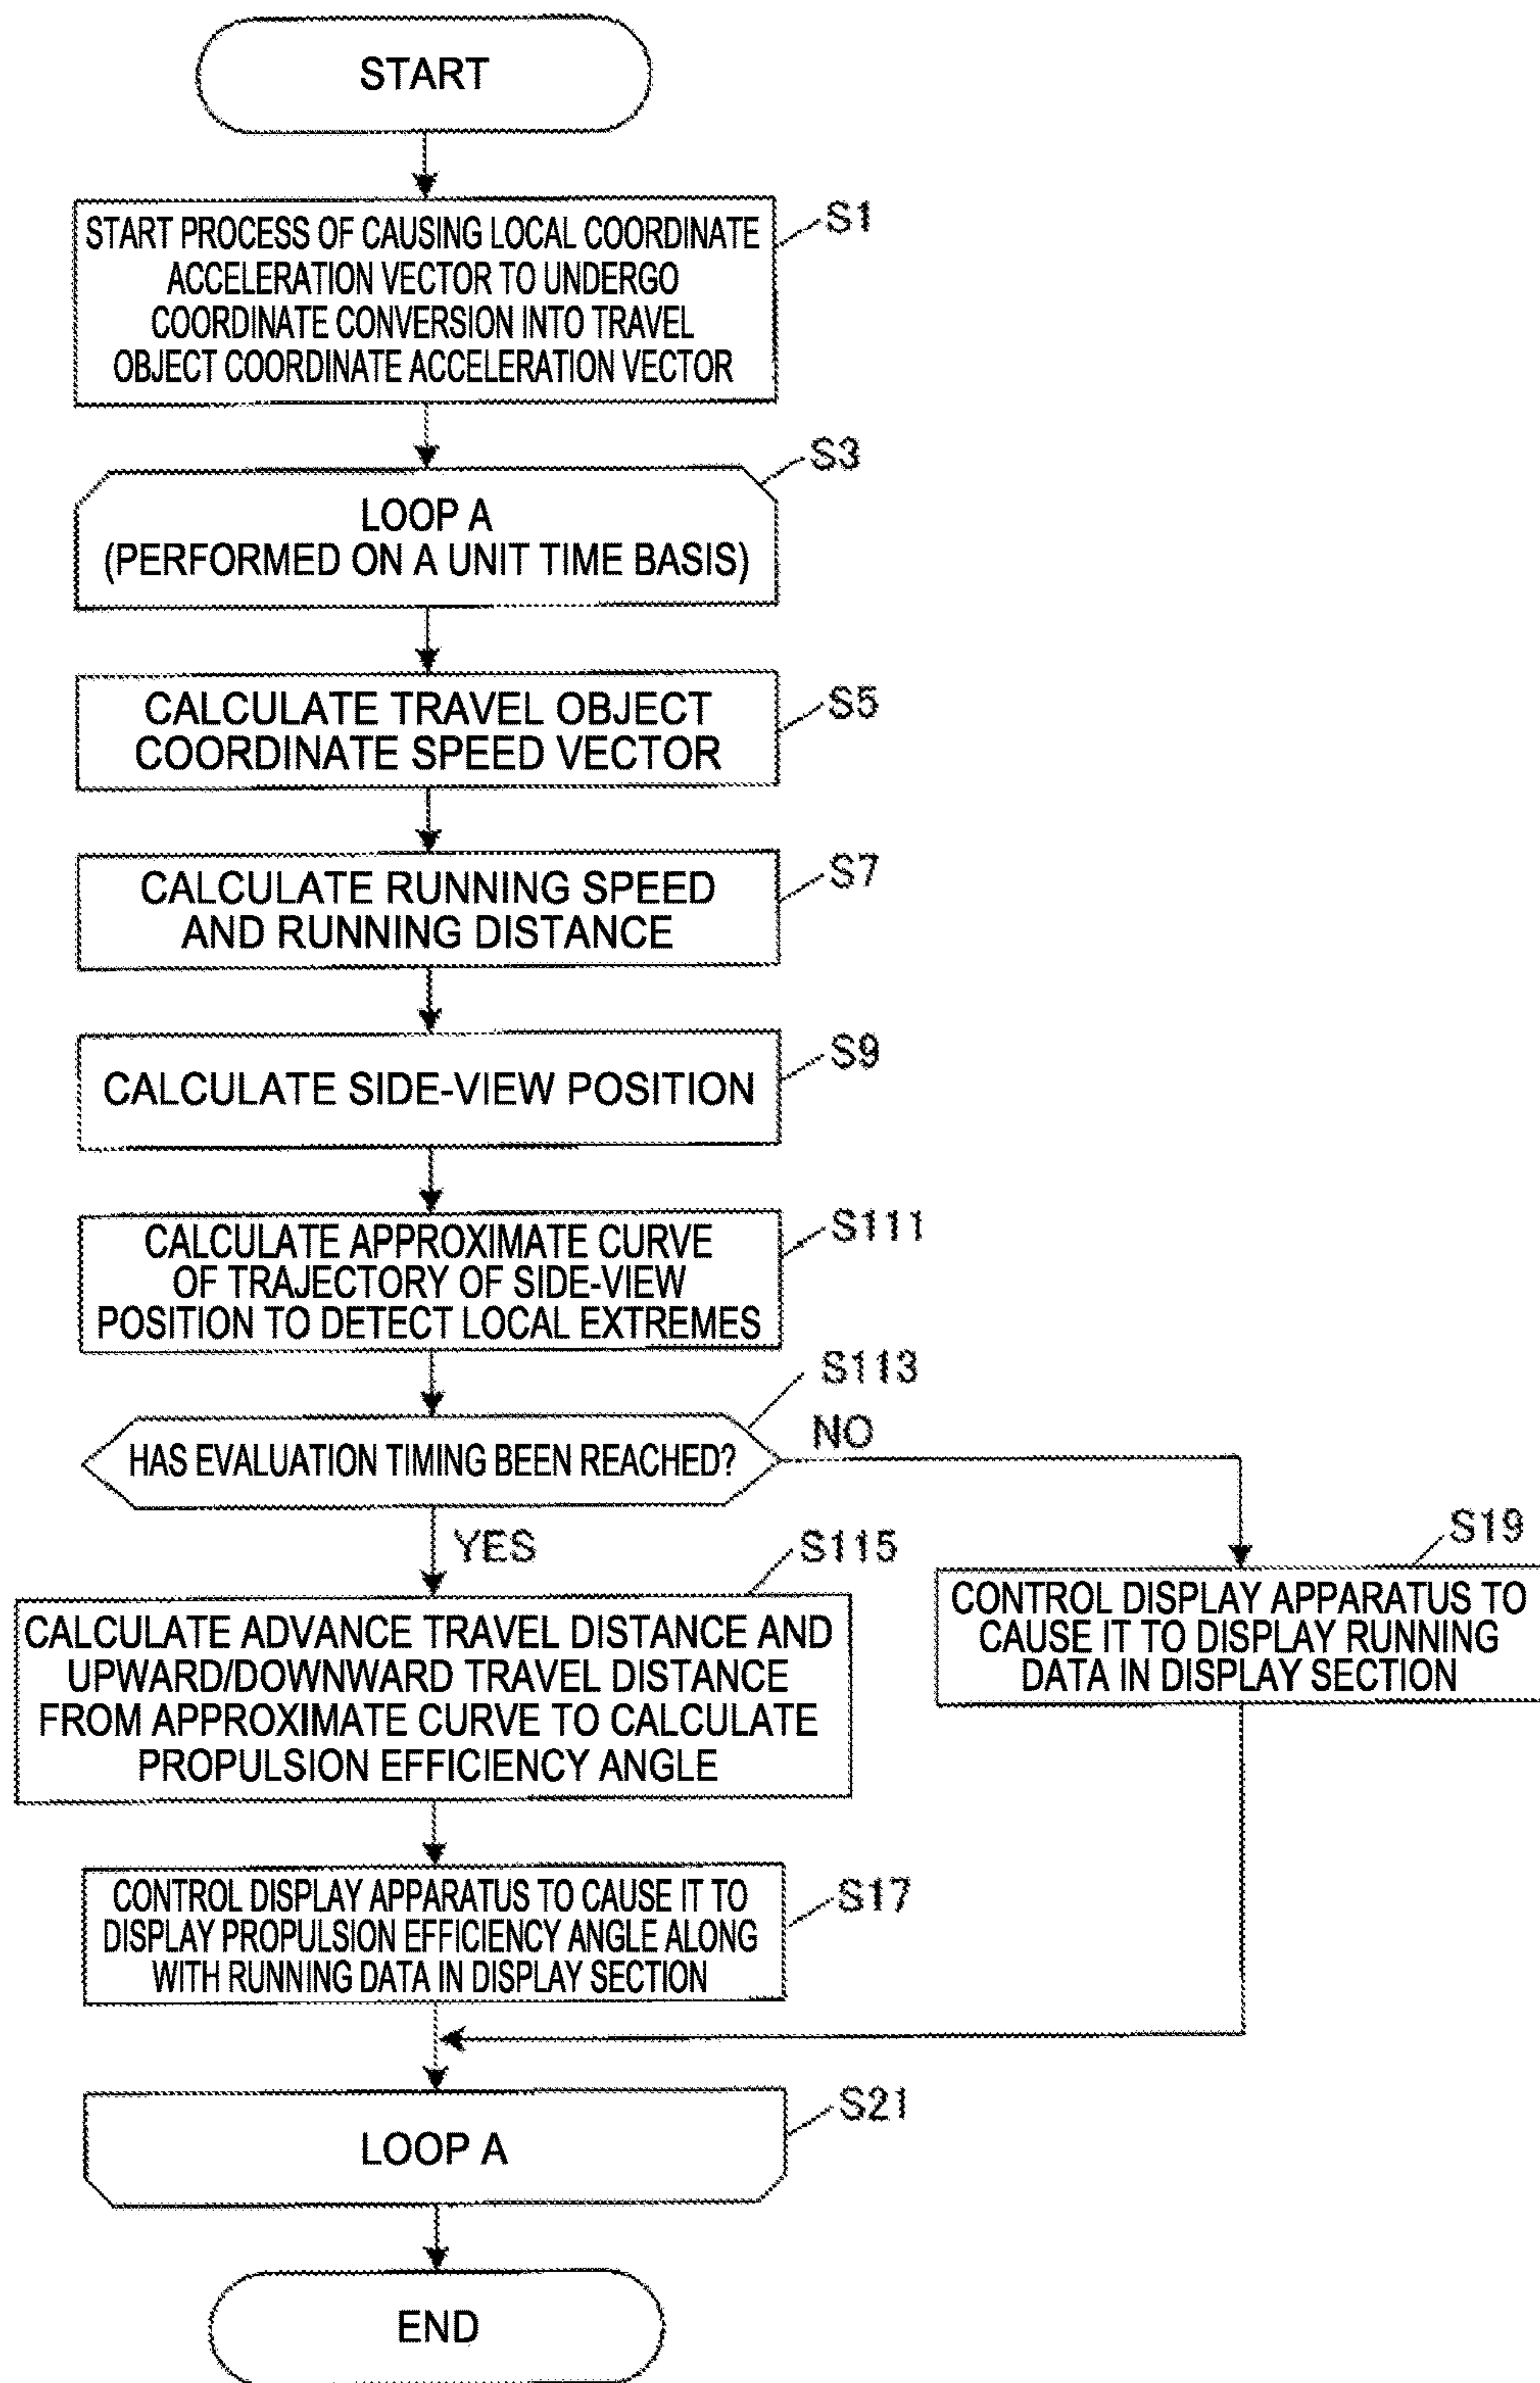 START
START PROCESS OF CAUSING LOCAL COORDINATE
ACCELERATION VECTOR TO UNDERGO
COORDINATE CONVERSION INTO TRAVEL
OBJECT COORDINATE ACCELERATION VECTOR
S1
LOOP A
(PERFORMED ON A UNIT TIME BASIS)
S3
CALCULATE TRAVEL OBJECT
COORDINATE SPEED VECTOR
S5
CALCULATE RUNNING SPEED
AND RUNNING DISTANCE
S7
CALCULATE SIDE-VIEW POSITION
S9
CALCULATE APPROXIMATE CURVE
OF TRAJECTORY OF SIDE-VIEW
POSITION TO DETECT LOCAL EXTREMES
S111
HAS EVALUATION TIMING BEEN REACHED?
S113
NO
YES
CALCULATE ADVANCE TRAVEL DISTANCE AND
UPWARD/DOWNWARD TRAVEL DISTANCE
FROM APPROXIMATE CURVE TO CALCULATE
PROPULSION EFFICIENCY ANGLE
S115
CONTROL DISPLAY APPARATUS TO
CAUSE IT TO DISPLAY RUNNING
DATA IN DISPLAY SECTION
S19
CONTROL DISPLAY APPARATUS TO CAUSE IT TO
DISPLAY PROPULSION EFFICIENCY ANGLE ALONG
WITH RUNNING DATA IN DISPLAY SECTION
S17
LOOP A
S21
END